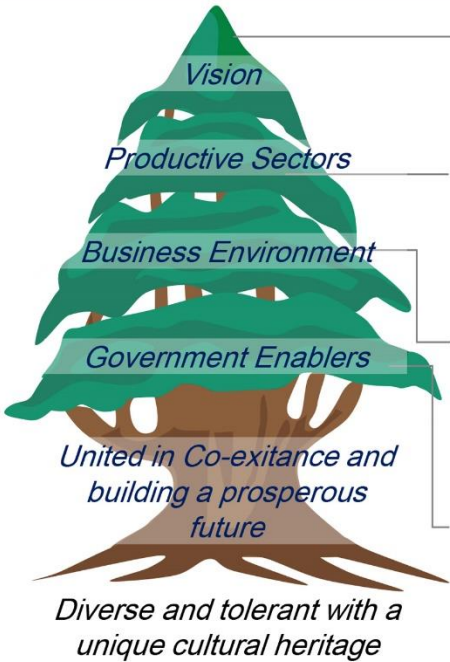 Vision
Productive Sectors
Business Environment
Government Enablers
United in Co-exitance and
building a prosperous
future
Diverse and tolerant with a
unique cultural heritage